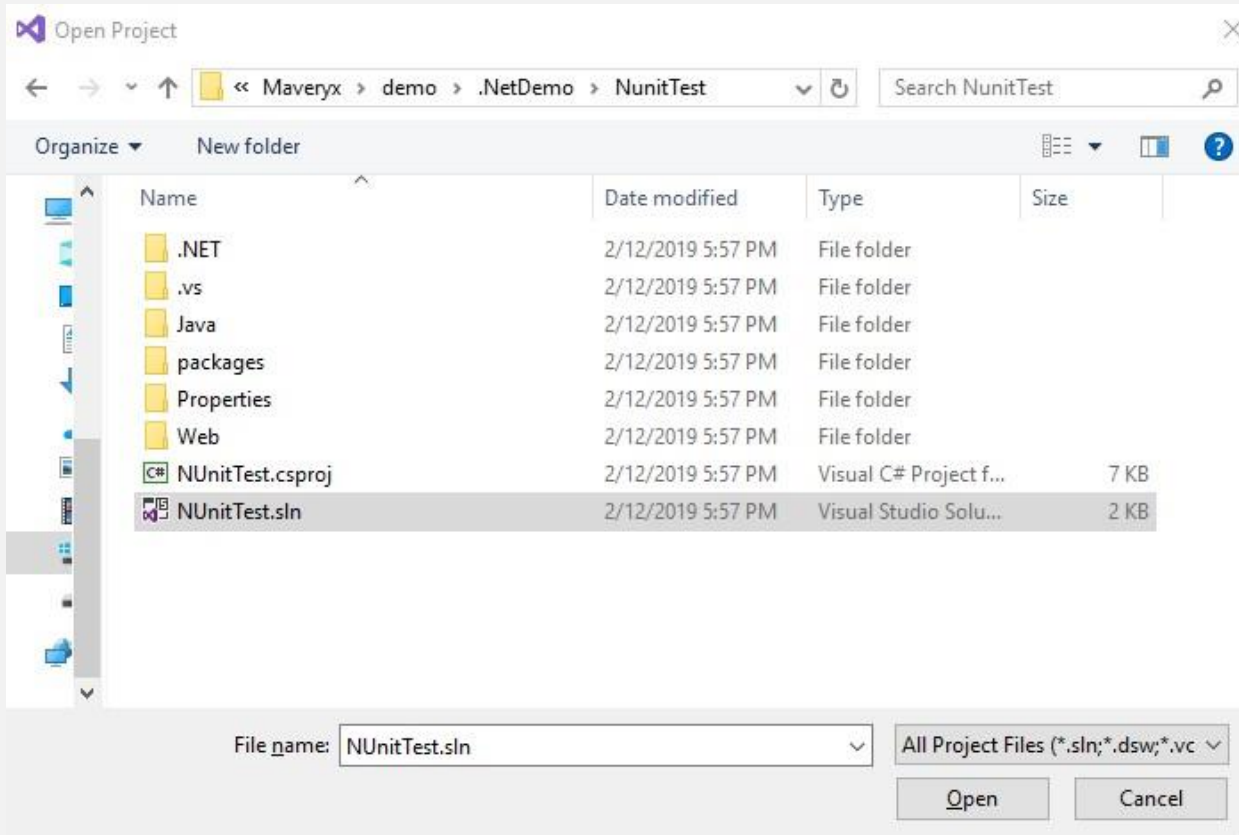 Open Project
« Maveryx > demo > .NetDemo > NunitTest Search NunitTest
Organize New folder ?
Name Date modified Type Size
.NET 2/12/2019 5:57 PM File folder
.vs 2/12/2019 5:57 PM File folder
Java 2/12/2019 5:57 PM File folder
packages 2/12/2019 5:57 PM File folder
Properties 2/12/2019 5:57 PM File folder
Web 2/12/2019 5:57 PM File folder
C# NUnitTest.csproj 2/12/2019 5:57 PM Visual C# Project f... 7 KB
NUnitTest.sln 2/12/2019 5:57 PM Visual Studio Solu... 2 KB
File name: NUnitTest.sln All Project Files (*.sln;*.dsw;*.vc
Open Cancel